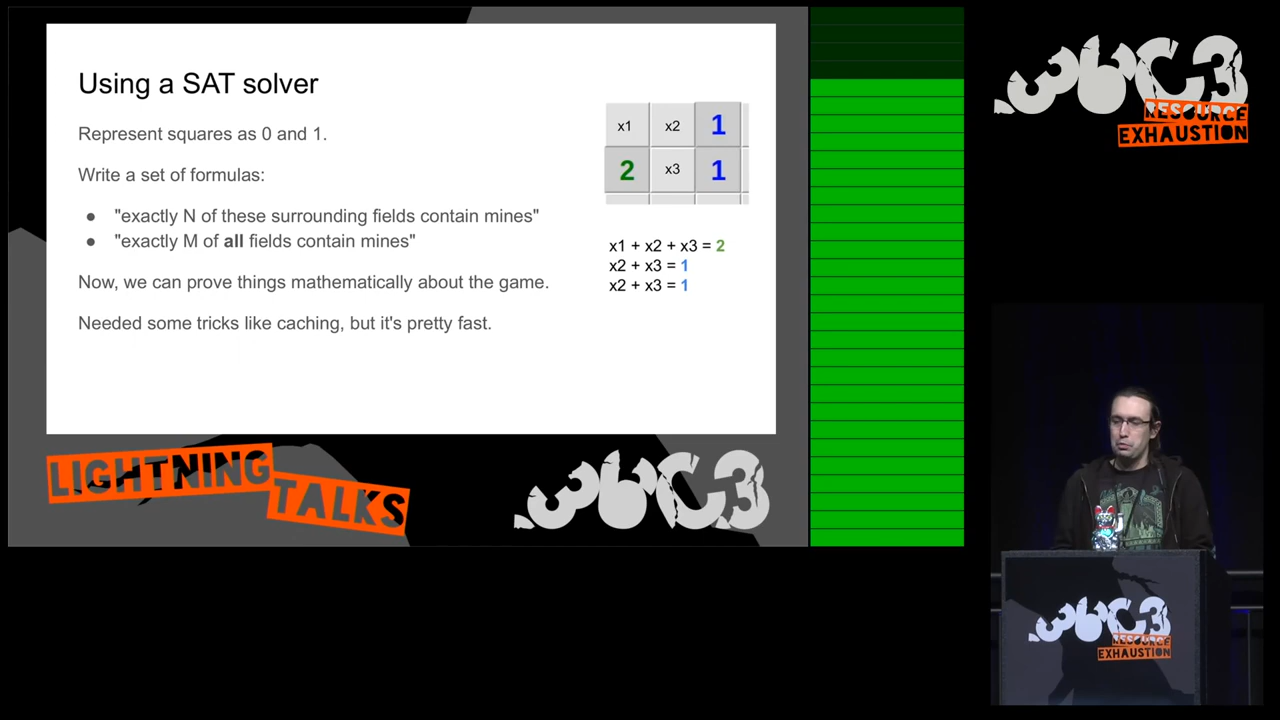 Using a SAT solver
Represent squares as 0 and 1.
Write a set of formulas:
● "exactly N of these surrounding fields contain mines"
● "exactly M of all fields contain mines"
Now, we can prove things mathematically about the game.
Needed some tricks like caching, but it's pretty fast.
x1 x2 1
2 x3 1
x1 + x2 + x3 = 2
x2 + x3 = 1
x2 + x3 = 1
LIGHTNING
TALKS
36C3
36C3
RESOURCE
EXHAUSTION
36C3
RESOURCE
EXHAUSTION